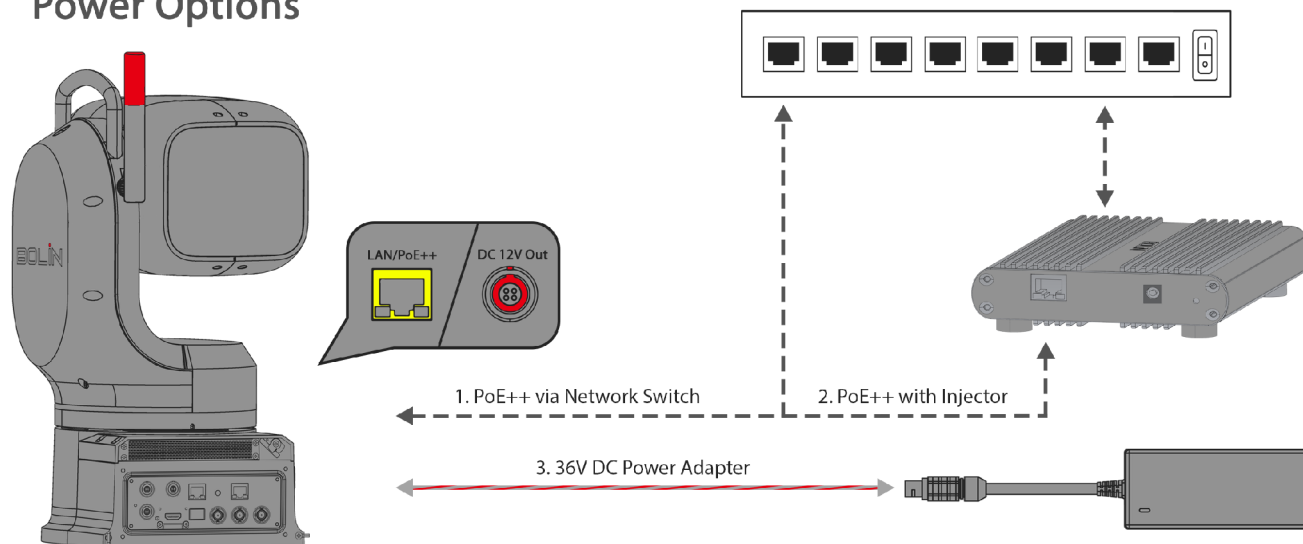 Power Options
BOLIN
LAN/PoE++
DC 12V Out
1. PoE++ via Network Switch
2. PoE++ with Injector
3. 36V DC Power Adapter